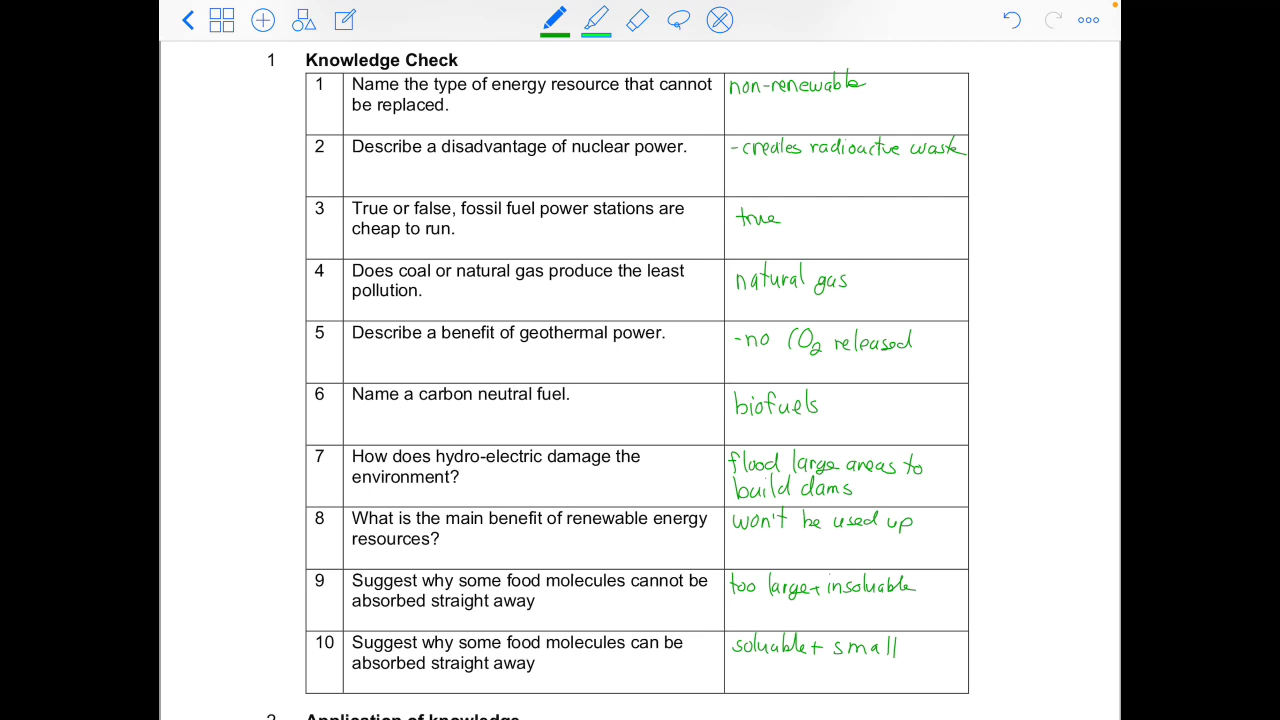 1 Knowledge Check
1 Name the type of energy resource that cannot non-renewable
be replaced.
2 Describe a disadvantage of nuclear power. -creates radioactive waste
3 True or false, fossil fuel power stations are true
cheap to run.
4 Does coal or natural gas produce the least natural gas
pollution.
5 Describe a benefit of geothermal power. -no CO2 released
6 Name a carbon neutral fuel. biofuels
7 How does hydro-electric damage the flood large areas to
environment? build dams
8 What is the main benefit of renewable energy won't be used up
resources?
9 Suggest why some food molecules cannot be too large + insoluable
absorbed straight away
10 Suggest why some food molecules can be soluable + small
absorbed straight away
2 Application of knowledge